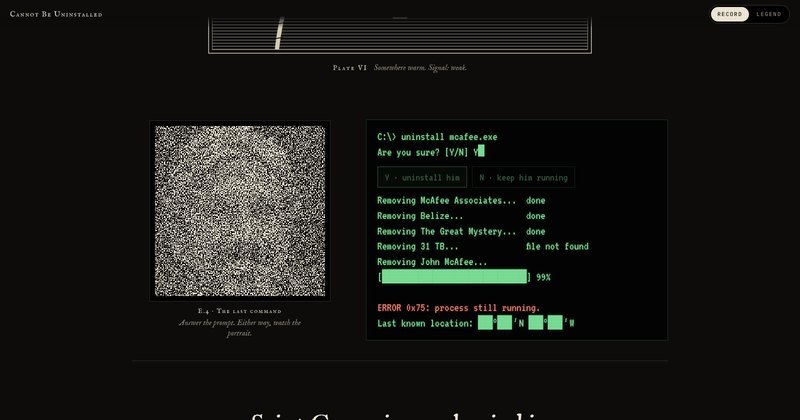 CANNOT BE UNINSTALLED
RECORD
LEGEND
PLATE VI Somewhere warm. Signal: weak.
C:\> uninstall mcafee.exe
Are you sure? [Y/N] Y
Y · uninstall him
N · keep him running
Removing McAfee Associates... done
Removing Belize... done
Removing The Great Mystery... done
Removing 31 TB... file not found
Removing John McAfee...
[ ] 99%
ERROR 0x75: process still running.
Last known location: ██°██′N ██°██′W
E.4 · THE LAST COMMAND
Answer the prompt. Either way, watch the
portrait.